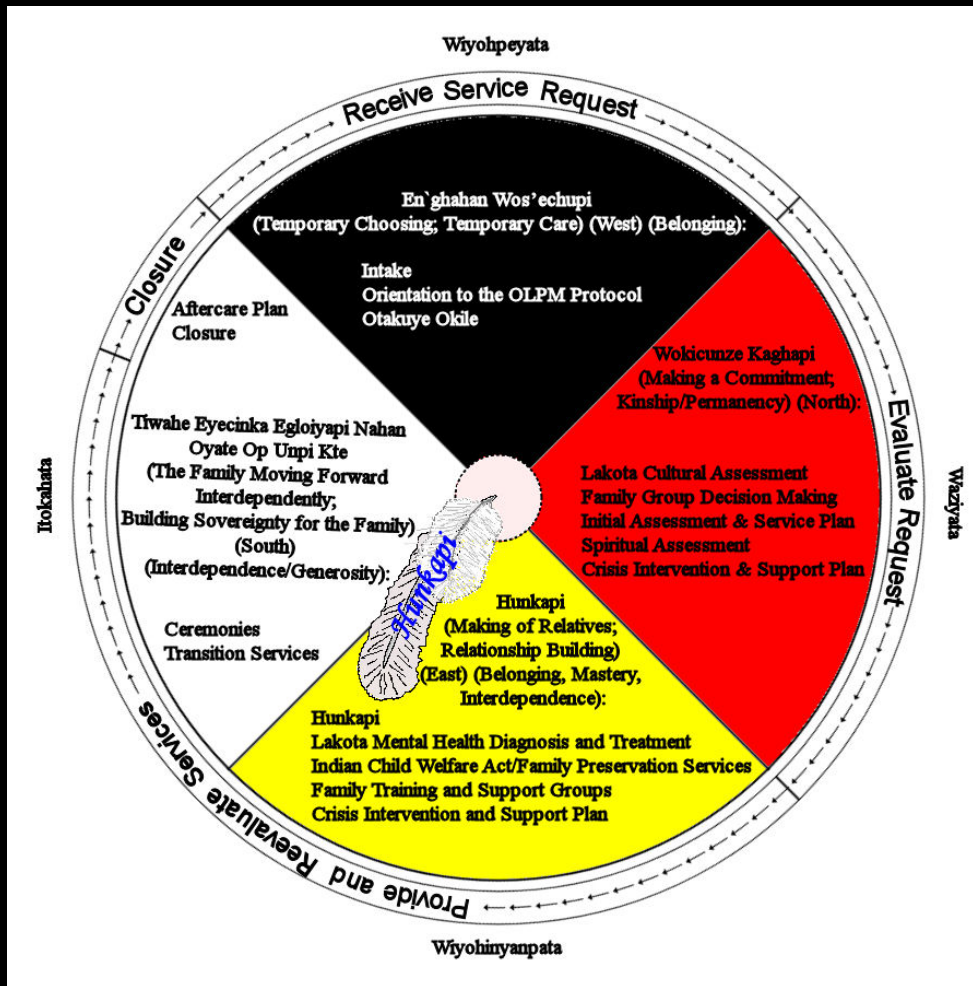 Wiyohpeyata
Receive Service Request
En`ghahan Wos'echupi
(Temporary Choosing; Temporary Care) (West) (Belonging):
Intake
Orientation to the OLPM Protocol
Otakuye Okile
Closure
Aftercare Plan
Closure
Wokicunze Kaghapi
(Making a Commitment;
Kinship/Permanency) (North):
Lakota Cultural Assessment
Family Group Decision Making
Initial Assessment & Service Plan
Spiritual Assessment
Crisis Intervention & Support Plan
Evaluate Request
Waziyata
Itokahata
Tiwahe Eyecinka Egloiyapi Nahan
Oyate Op Unpi Kte
(The Family Moving Forward
Interdependently;
Building Sovereignty for the Family)
(South)
(Interdependence/Generosity):
Ceremonies
Transition Services
Hunkapi
Hunkapi
(Making of Relatives;
Relationship Building)
(East) (Belonging, Mastery,
Interdependence):
Hunkapi
Lakota Mental Health Diagnosis and Treatment
Indian Child Welfare Act/Family Preservation Services
Family Training and Support Groups
Crisis Intervention and Support Plan
Provide and Reevaluate Services
Wiyohinyanpata